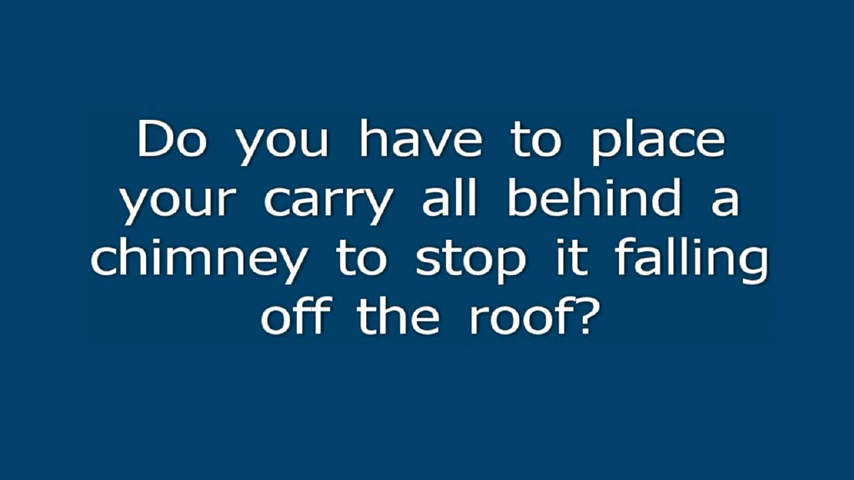 Do you have to place
your carry all behind a
chimney to stop it falling
off the roof?